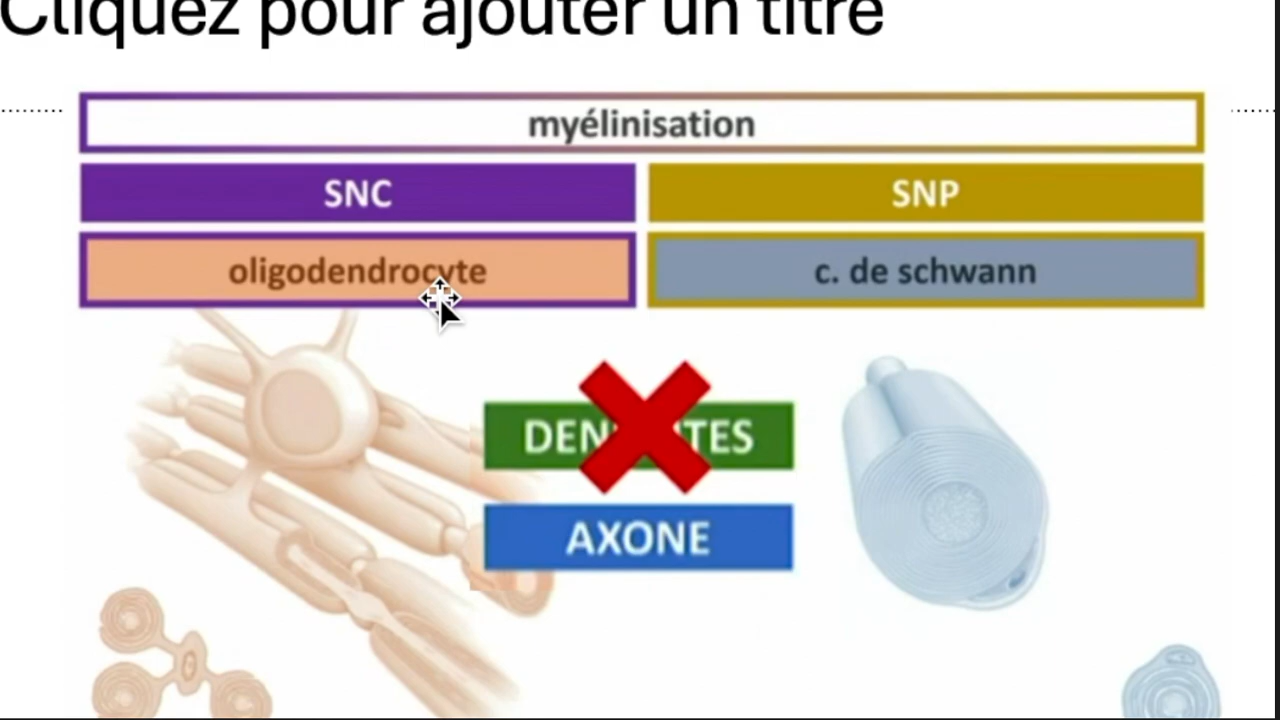 Cliquez pour ajouter un titre
myélinisation
SNC
SNP
oligodendrocyte
c. de schwann
AXONE